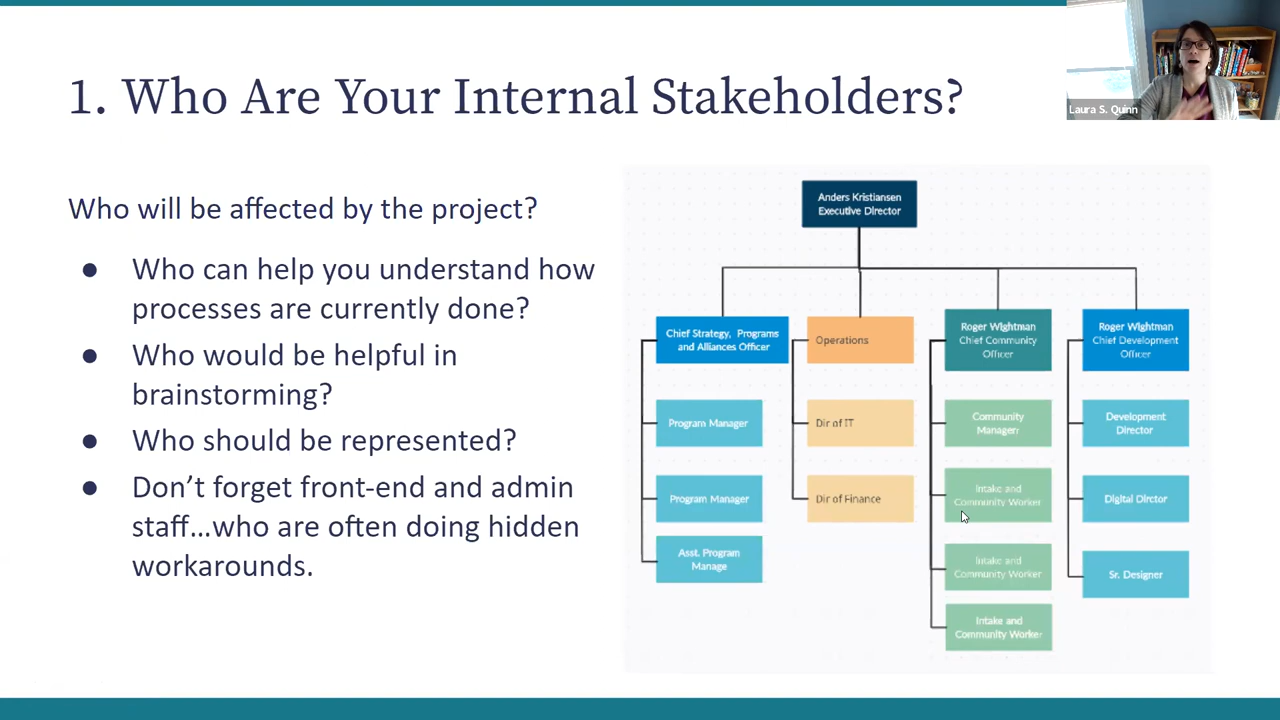 1. Who Are Your Internal Stakeholders?
Laura S. Quinn
Who will be affected by the project?
● Who can help you understand how
processes are currently done?
● Who would be helpful in
brainstorming?
● Who should be represented?
● Don’t forget front-end and admin
staff…who are often doing hidden
workarounds.
Anders Kristiansen
Executive Director
Chief Strategy, Programs
and Alliances Officer
Program Manager
Program Manager
Asst. Program
Manage
Operations
Dir of IT
Dir of Finance
Roger Wightman
Chief Community
Officer
Community
Managerr
Intake and
Community Worker
Intake and
Community Worker
Intake and
Community Worker
Roger Wightman
Chief Development
Officer
Development
Director
Digital Dirctor
Sr. Designer